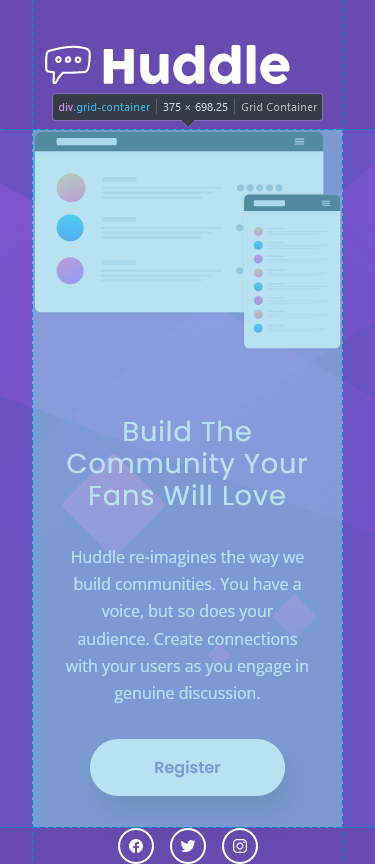 Huddle
div.grid-container 375 × 698.25 Grid Container
Build The
Community Your
Fans Will Love
Huddle re-imagines the way we
build communities. You have a
voice, but so does your
audience. Create connections
with your users as you engage in
genuine discussion.
Register